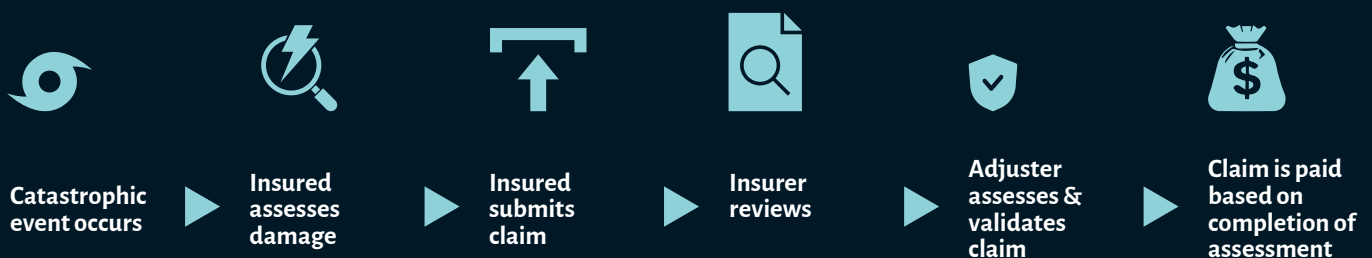 Catastrophic
event occurs
Insured
assesses
damage
Insured
submits
claim
Insurer
reviews
Adjuster
assesses &
validates
claim
$
Claim is paid
based on
completion of
assessment